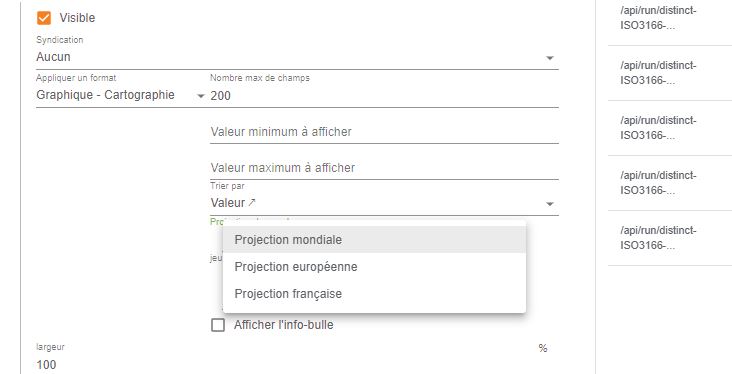 Visible
Syndication
Aucun
Appliquer un format
Graphique - Cartographie
Nombre max de champs
200
Valeur minimum à afficher
Valeur maximum à afficher
Trier par
Valeur ↗
Projection mondiale
Projection européenne
Projection française
jeu
Afficher l'info-bulle
largeur
100
%
/api/run/distinct-
ISO3166-...
/api/run/distinct-
ISO3166-...
/api/run/distinct-
ISO3166-...
/api/run/distinct-
ISO3166-...
/api/run/distinct-
ISO3166-...